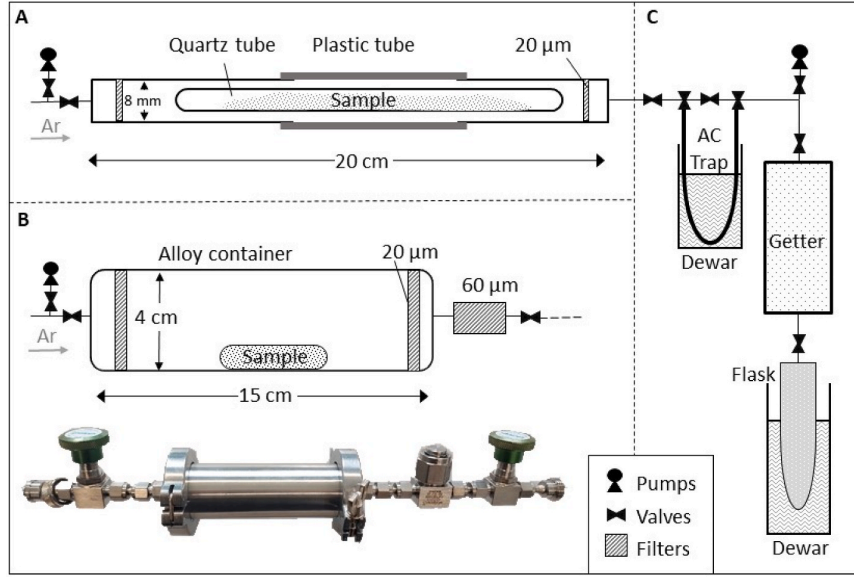 A
Quartz tube
Plastic tube
20 µm
8 mm
Sample
Ar
20 cm
B
Alloy container
20 µm
60 µm
4 cm
Ar
Sample
15 cm
C
AC
Trap
Dewar
Getter
Flask
Dewar
Pumps
Valves
Filters